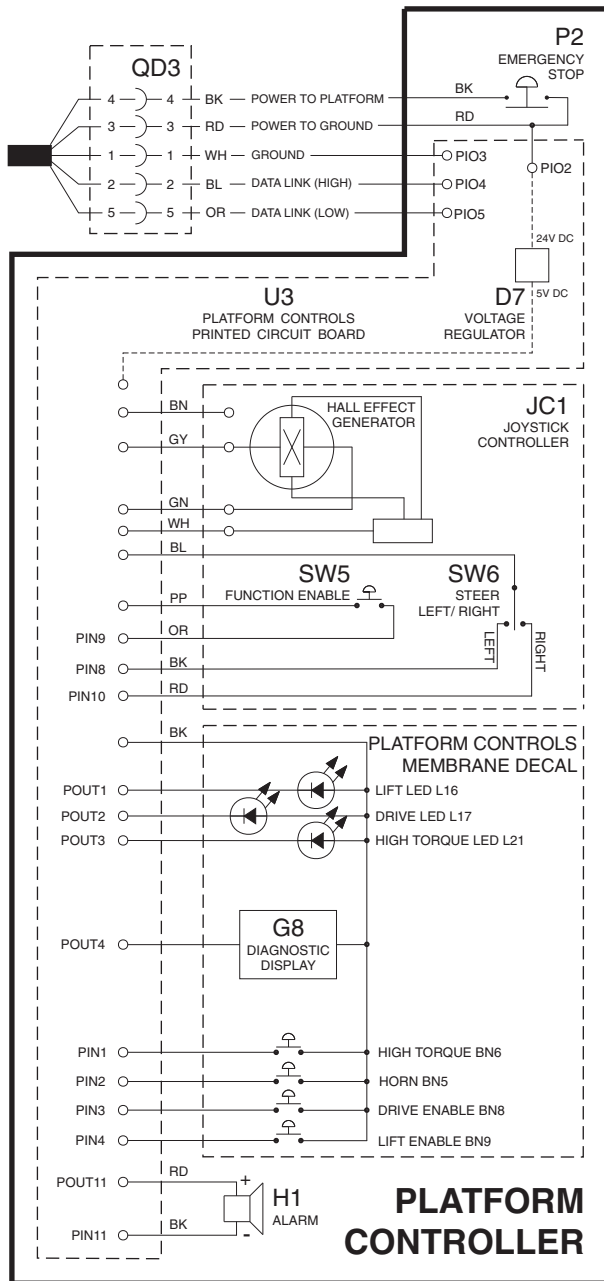 P2
EMERGENCY
STOP
QD3
4 4 BK POWER TO PLATFORM BK
3 3 RD POWER TO GROUND RD
1 1 WH GROUND PIO3
2 2 BL DATA LINK (HIGH) PIO4
5 5 OR DATA LINK (LOW) PIO5
PIO2
24V DC
5V DC
U3
PLATFORM CONTROLS
PRINTED CIRCUIT BOARD
D7
VOLTAGE
REGULATOR
BN
GY
GN
WH
BL
HALL EFFECT
GENERATOR
JC1
JOYSTICK
CONTROLLER
SW5
FUNCTION ENABLE
SW6
STEER
LEFT/ RIGHT
LEFT
RIGHT
PP
PIN9 OR
PIN8 BK
PIN10 RD
BK
PLATFORM CONTROLS
MEMBRANE DECAL
POUT1 LIFT LED L16
POUT2 DRIVE LED L17
POUT3 HIGH TORQUE LED L21
POUT4
G8
DIAGNOSTIC
DISPLAY
PIN1 HIGH TORQUE BN6
PIN2 HORN BN5
PIN3 DRIVE ENABLE BN8
PIN4 LIFT ENABLE BN9
POUT11 RD +
H1
ALARM
PIN11 BK -
PLATFORM
CONTROLLER